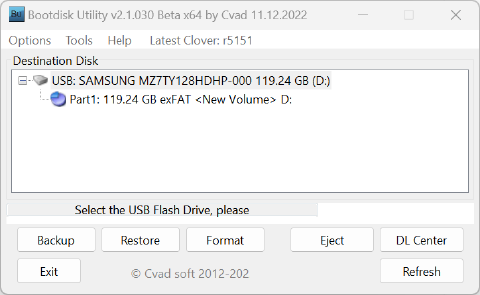 Bootdisk Utility v2.1.030 Beta x64 by Cvad 11.12.2022
Options Tools Help Latest Clover: r5151
Destination Disk
USB: SAMSUNG MZ7TY128HDHP-000 119.24 GB (D:)
Part1: 119.24 GB exFAT <New Volume> D:
Select the USB Flash Drive, please
Backup Restore Format Eject DL Center
Exit © Cvad soft 2012-202 Refresh